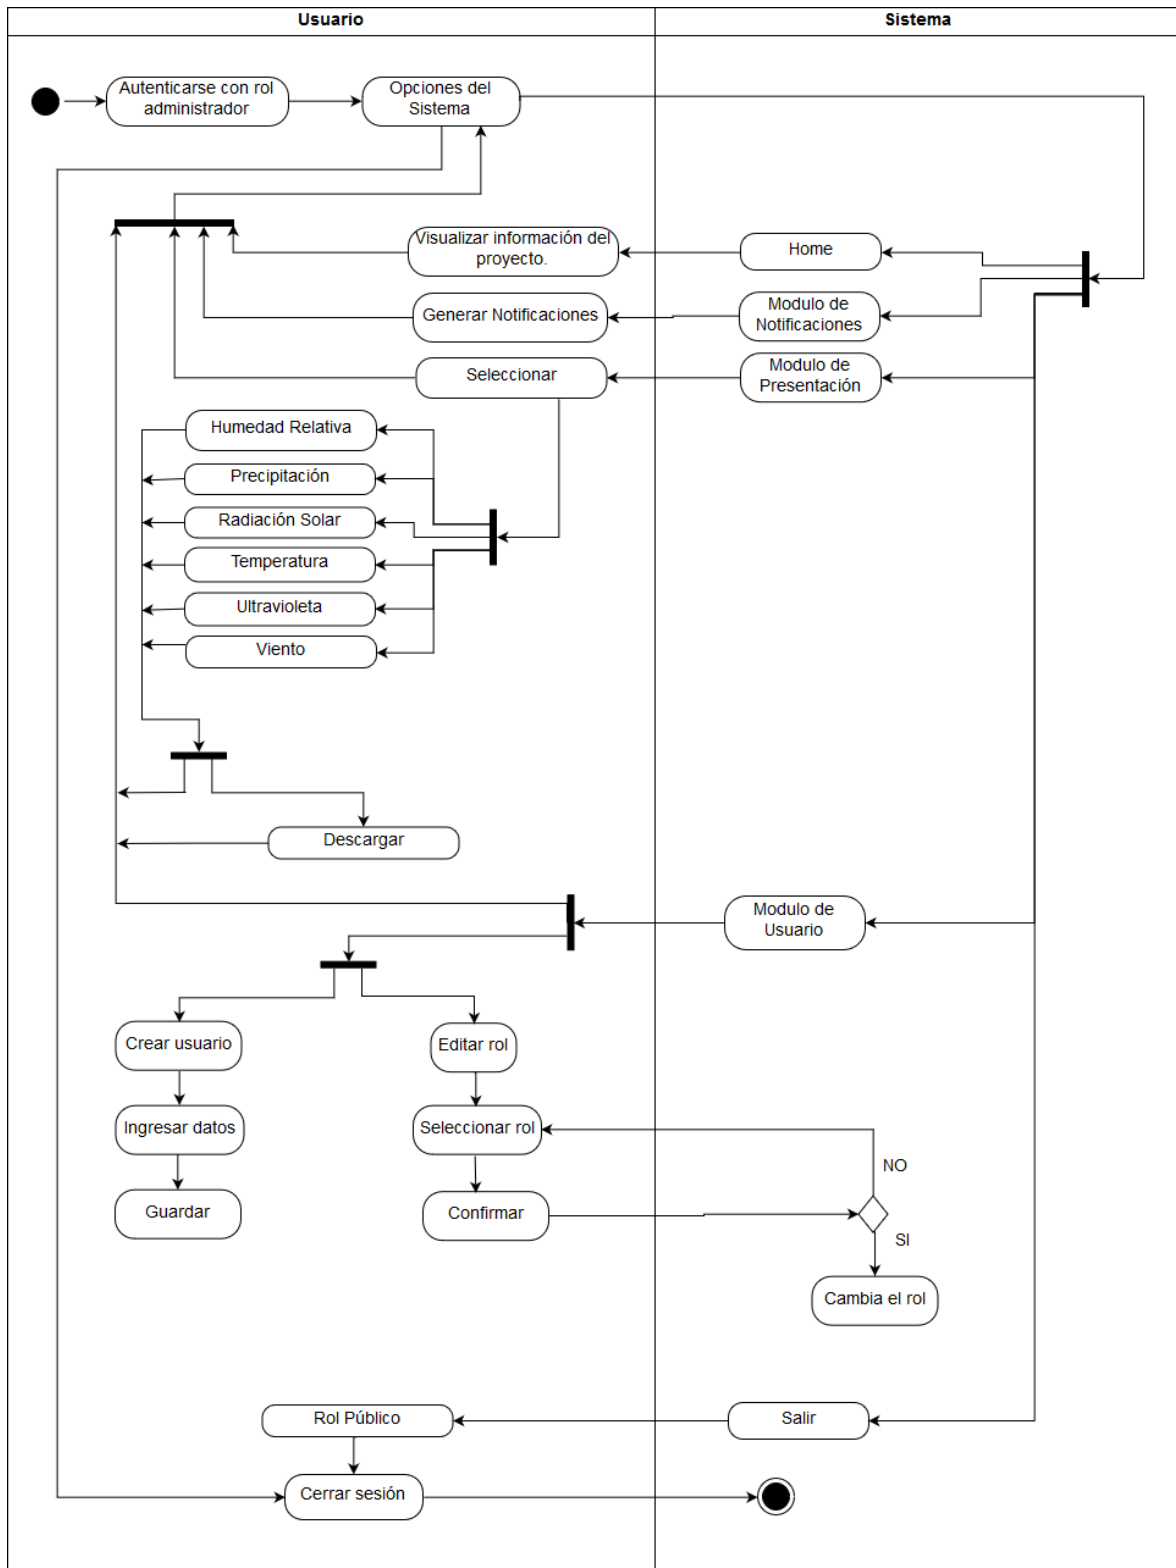 Usuario
Sistema
Autenticarse con rol
administrador
Opciones del
Sistema
Visualizar información del
proyecto.
Home
Generar Notificaciones
Modulo de
Notificaciones
Seleccionar
Modulo de
Presentación
Humedad Relativa
Precipitación
Radiación Solar
Temperatura
Ultravioleta
Viento
Descargar
Modulo de
Usuario
Crear usuario
Editar rol
Ingresar datos
Seleccionar rol
NO
Guardar
Confirmar
SI
Cambia el rol
Rol Público
Salir
Cerrar sesión